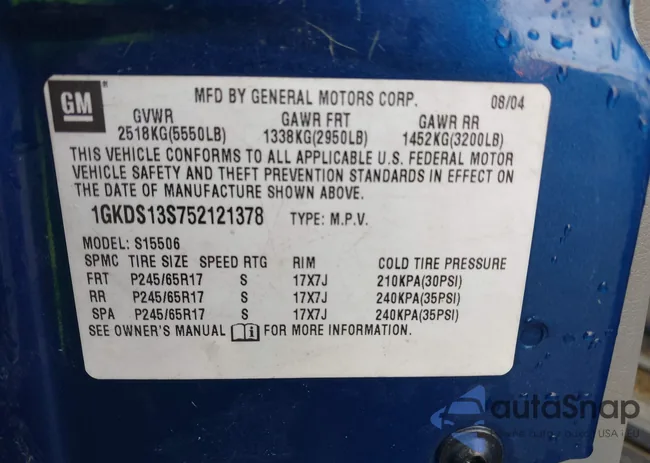 GM
MFD BY GENERAL MOTORS CORP. 08/04
GVWR GAWR FRT GAWR RR
2518KG(5550LB) 1338KG(2950LB) 1452KG(3200LB)
THIS VEHICLE CONFORMS TO ALL APPLICABLE U.S. FEDERAL MOTOR
VEHICLE SAFETY AND THEFT PREVENTION STANDARDS IN EFFECT ON
THE DATE OF MANUFACTURE SHOWN ABOVE.
1GKDS13S752121378 TYPE: M.P.V.
MODEL: S15506
SPMC TIRE SIZE SPEED RTG RIM COLD TIRE PRESSURE
FRT P245/65R17 S 17X7J 210KPA(30PSI)
RR P245/65R17 S 17X7J 240KPA(35PSI)
SPA P245/65R17 S 17X7J 240KPA(35PSI)
SEE OWNER'S MANUAL FOR MORE INFORMATION.
autoSnap
USA - EU